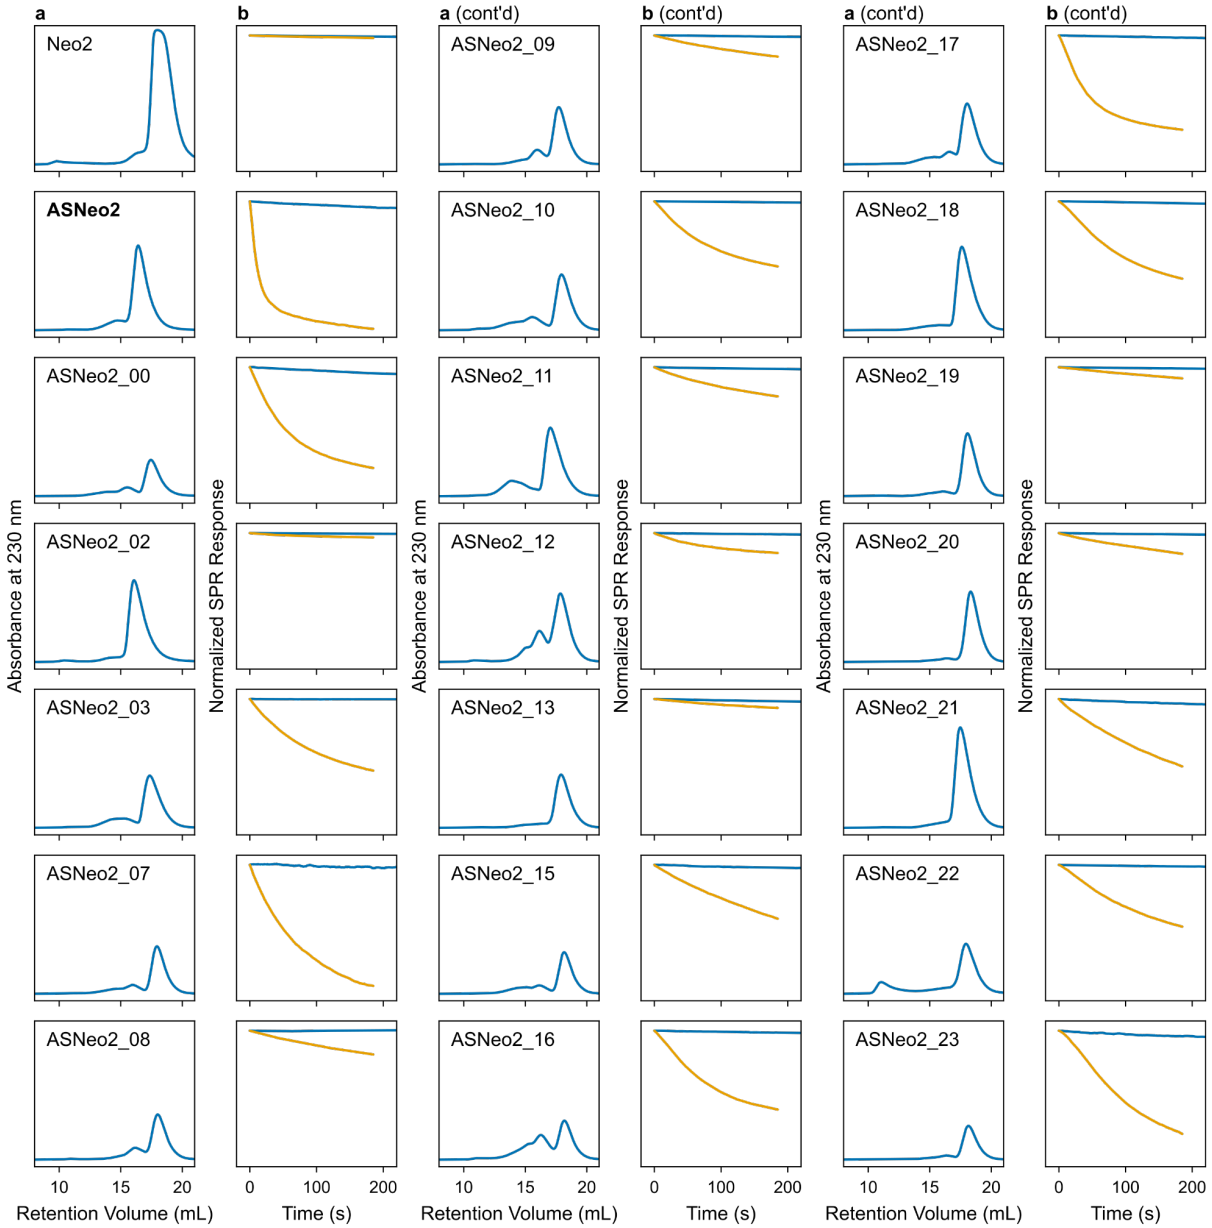 a b a (cont'd) b (cont'd) a (cont'd) b (cont'd)
Neo2 ASNeo2_09 ASNeo2_17
ASNeo2 ASNeo2_10 ASNeo2_18
ASNeo2_00 ASNeo2_11 ASNeo2_19
ASNeo2_02 ASNeo2_12 ASNeo2_20
ASNeo2_03 ASNeo2_13 ASNeo2_21
ASNeo2_07 ASNeo2_15 ASNeo2_22
ASNeo2_08 ASNeo2_16 ASNeo2_23
Absorbance at 230 nm
Normalized SPR Response
Absorbance at 230 nm
Normalized SPR Response
Absorbance at 230 nm
Normalized SPR Response
10 15 20 0 100 200 10 15 20 0 100 200 10 15 20 0 100 200
Retention Volume (mL) Time (s) Retention Volume (mL) Time (s) Retention Volume (mL) Time (s)